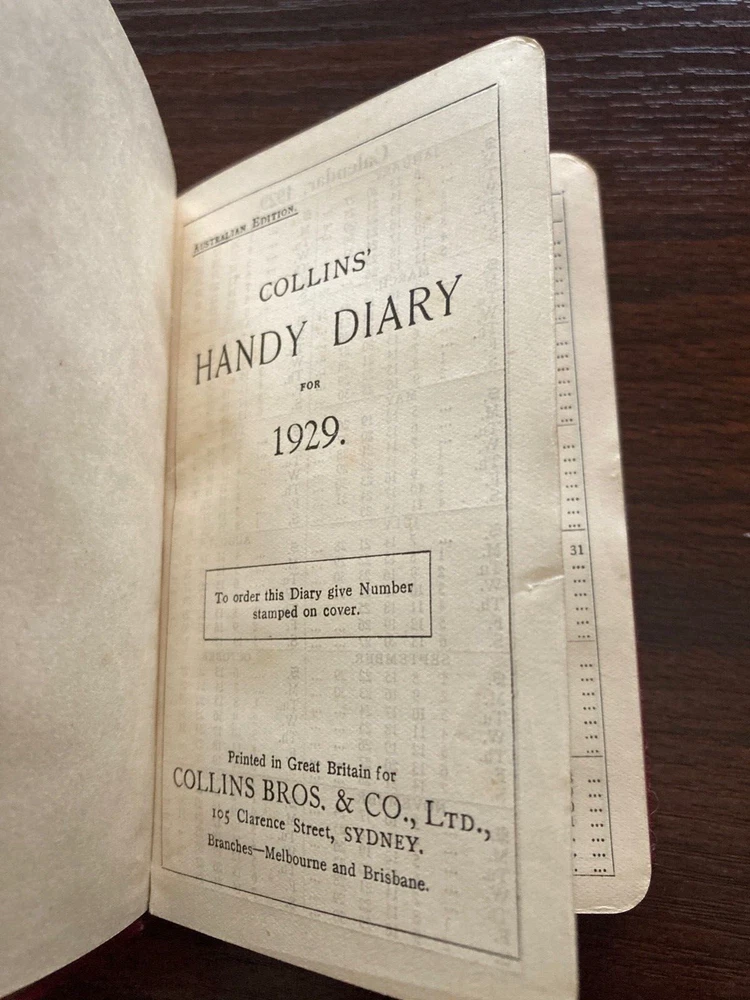 AUSTRALIAN EDITION.
COLLINS'
HANDY DIARY
FOR
1929.
To order this Diary give Number
stamped on cover.
Printed in Great Britain for
COLLINS BROS. & CO., LTD.,
105 Clarence Street, SYDNEY.
Branches—Melbourne and Brisbane.
31